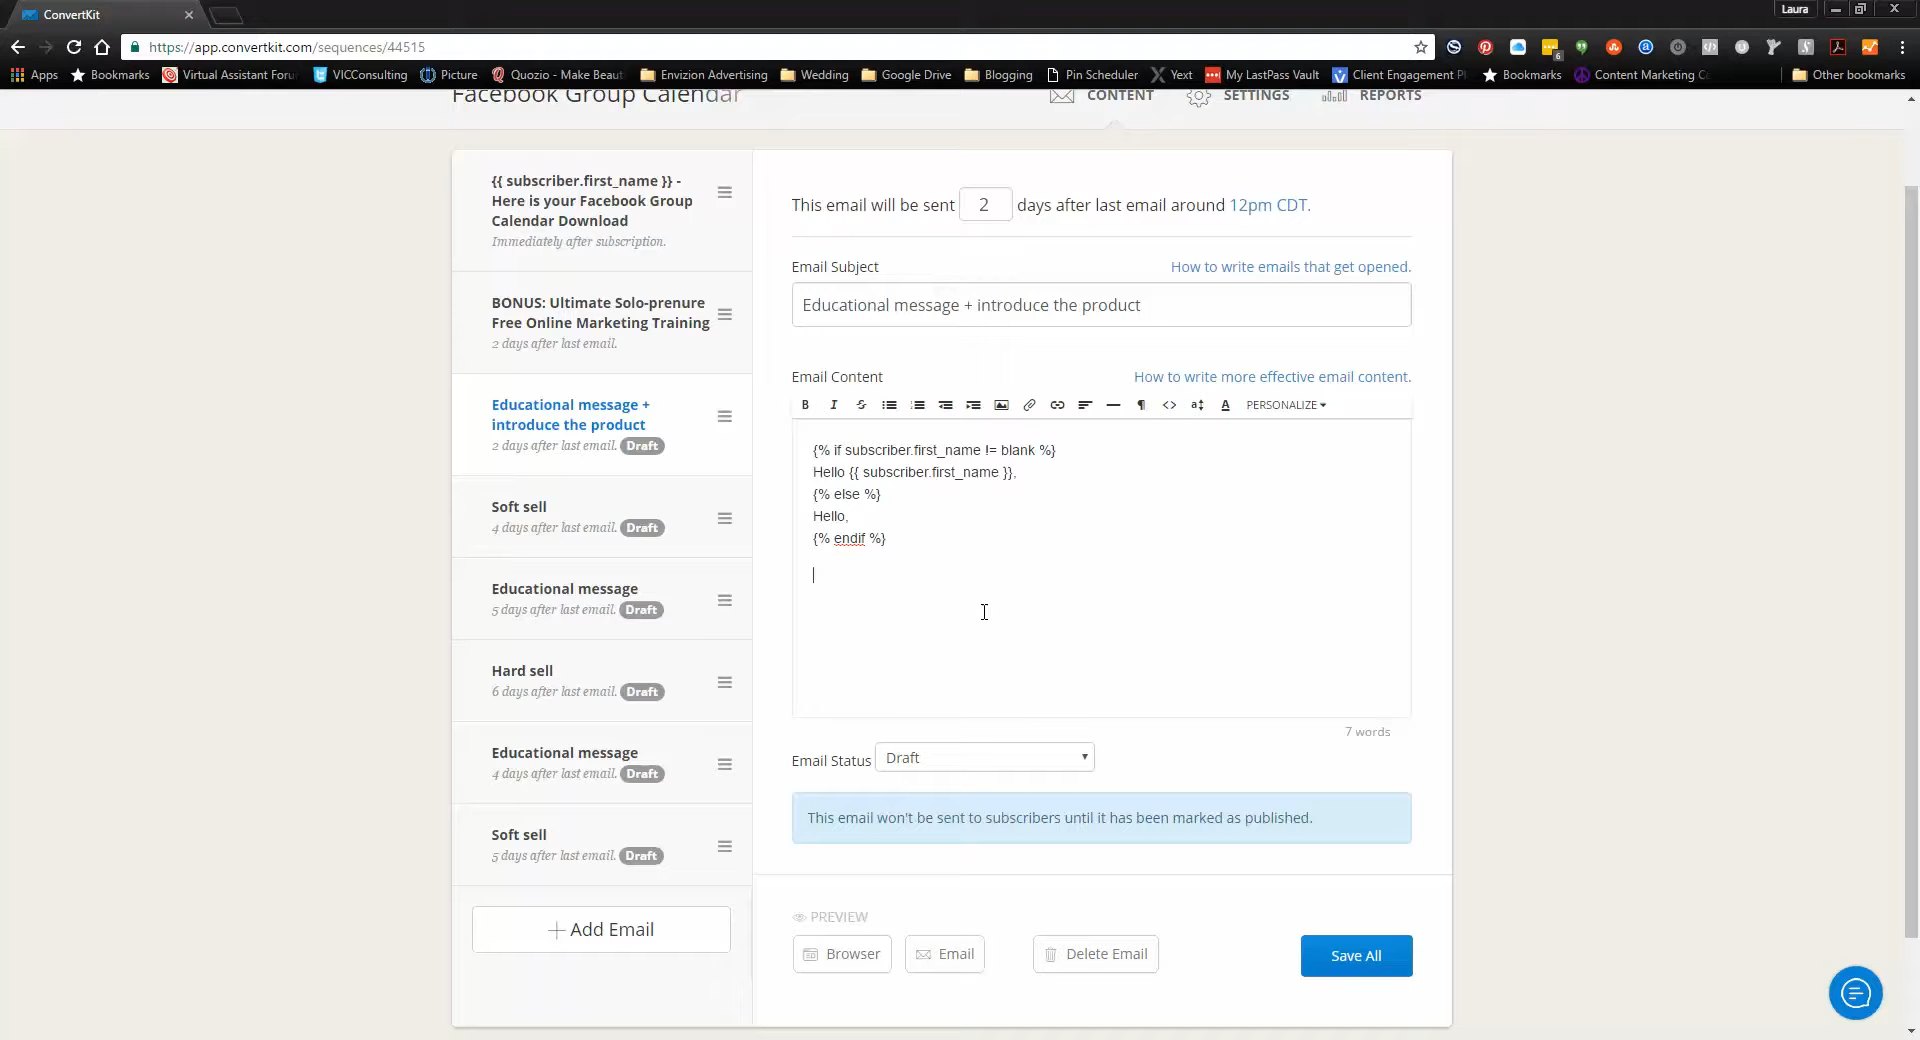 ConvertKit
Laura
https://app.convertkit.com/sequences/44515
6
Apps
Bookmarks
Virtual Assistant Foru
VICConsulting
Picture
Quozio - Make Beaut
Envizion Advertising
Wedding
Google Drive
Blogging
Pin Scheduler
Yext
My LastPass Vault
Client Engagement P
Bookmarks
Content Marketing C
Other bookmarks
Facebook Group Calendar
CONTENT
SETTINGS
REPORTS
{{ subscriber.first_name }} -
Here is your Facebook Group
Calendar Download
Immediately after subscription.
BONUS: Ultimate Solo-prenure
Free Online Marketing Training
2 days after last email.
Educational message +
introduce the product
2 days after last email. Draft
Soft sell
4 days after last email. Draft
Educational message
5 days after last email. Draft
Hard sell
6 days after last email. Draft
Educational message
4 days after last email. Draft
Soft sell
5 days after last email. Draft
+ Add Email
This email will be sent 2 days after last email around 12pm CDT.
Email Subject
How to write emails that get opened.
Educational message + introduce the product
Email Content
How to write more effective email content.
B I S A PERSONALIZE
{% if subscriber.first_name != blank %}
Hello {{ subscriber.first_name }},
{% else %}
Hello,
{% endif %}
7 words
Email Status Draft
This email won't be sent to subscribers until it has been marked as published.
PREVIEW
Browser
Email
Delete Email
Save All